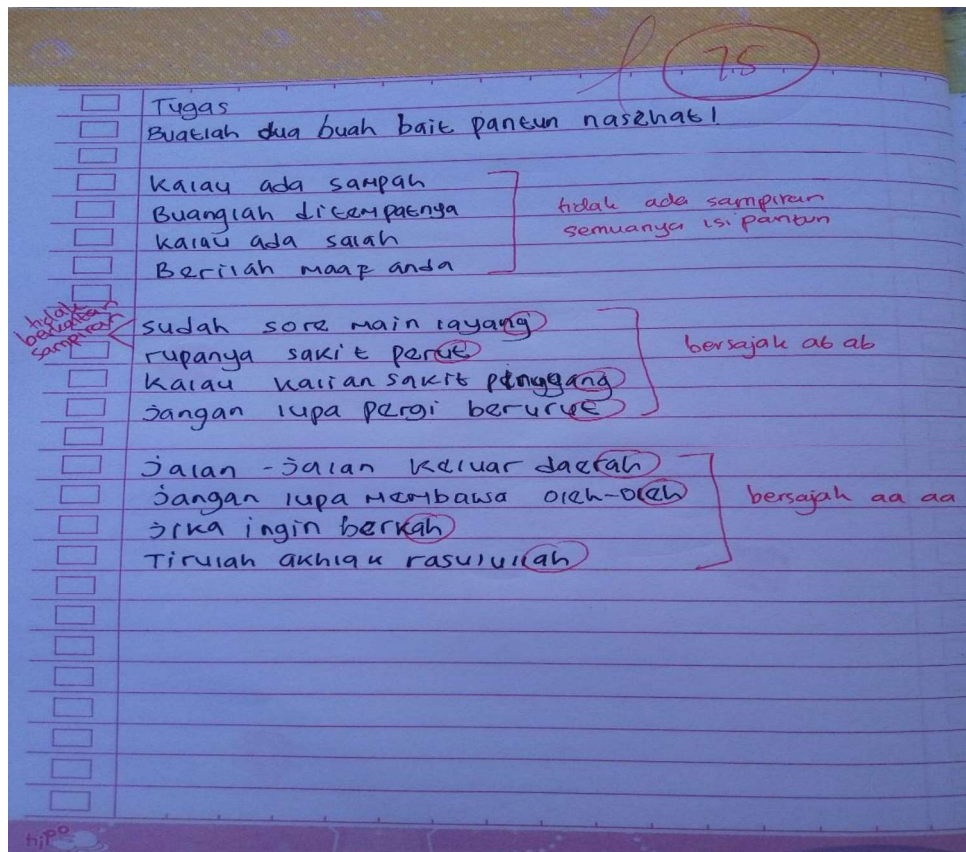 75
Tugas
Buatlah dua buah bait pantun nasehat!
Kalau ada sampah
Buanglah ditempatnya
Kalau ada salah
Berilah maaf anda
tidak ada sampiran
semuanya isi pantun
tidak
berkaitan
sampiran
sudah sore main layang
rupanya sakit perut
Kalau kalian sakit pinggang
jangan lupa pergi berurut
bersajak ab ab
jalan-jalan keluar daerah
jangan lupa membawa oleh-oleh
jika ingin berkah
Tirulah akhlak rasulullah
bersajah aa aa
hipo